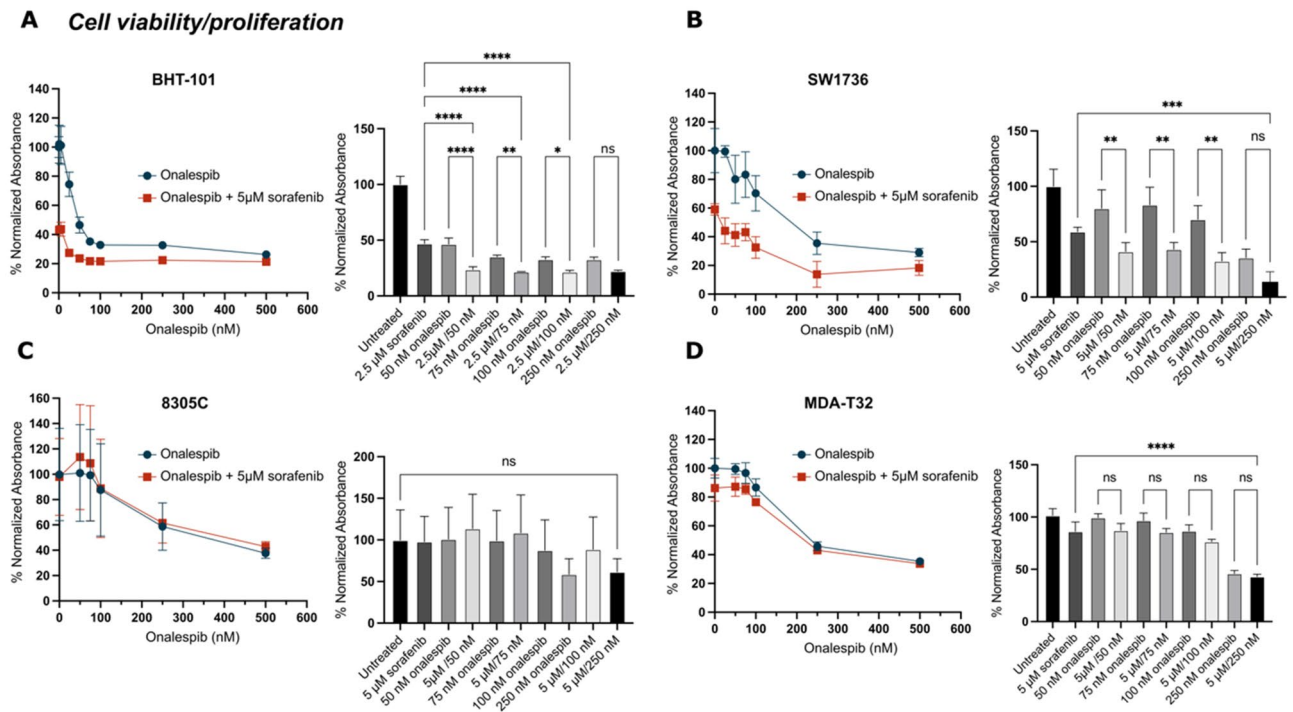 A Cell viability/proliferation
BHT-101
% Normalized Absorbance
140
120
100
80
60
40
20
0
Onalespib
Onalespib + 5µM sorafenib
0 100 200 300 400 500 600
Onalespib (nM)
% Normalized Absorbance
150
100
50
0
****
****
****
**** ** * ns
Untreated
2.5 µM sorafenib
50 nM onalespib
2.5µM/50 nM
75 nM onalespib
2.5 µM/75 nM
100 nM onalespib
2.5 µM/100 nM
250 nM onalespib
2.5 µM/250 nM
B
SW1736
% Normalized Absorbance
140
120
100
80
60
40
20
0
Onalespib
Onalespib + 5µM sorafenib
0 100 200 300 400 500 600
Onalespib (nM)
% Normalized Absorbance
150
100
50
0
***
** ** ** ns
Untreated
5 µM sorafenib
50 nM onalespib
5µM/50 nM
75 nM onalespib
5 µM/75 nM
100 nM onalespib
5 µM/100 nM
250 nM onalespib
5 µM/250 nM
C
8305C
% Normalized Absorbance
160
140
120
100
80
60
40
20
0
Onalespib
Onalespib + 5µM sorafenib
0 100 200 300 400 500 600
Onalespib (nM)
% Normalized Absorbance
200
150
100
50
0
ns
Untreated
5 µM sorafenib
50 nM onalespib
5µM /50 nM
75 nM onalespib
5 µM/75 nM
100 nM onalespib
250 nM onalespib
5 µM/100 nM
5 µM/250 nM
D
MDA-T32
% Normalized Absorbance
140
120
100
80
60
40
20
0
Onalespib
Onalespib + 5µM sorafenib
0 100 200 300 400 500 600
Onalespib (nM)
% Normalized Absorbance
150
100
50
0
****
ns ns ns ns
Untreated
5 µM sorafenib
50 nM onalespib
5µM /50 nM
75 nM onalespib
5 µM/75 nM
100 nM onalespib
5 µM/100 nM
250 nM onalespib
5 µM/250 nM